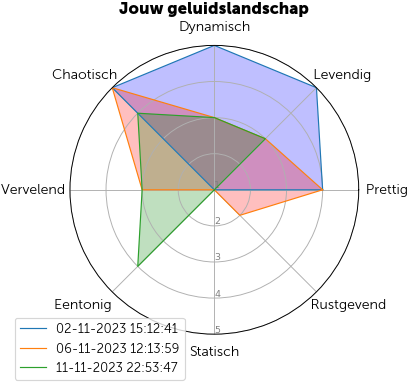 Jouw geluidslandschap
Dynamisch
Chaotisch
Levendig
Vervelend
Prettig
2
3
4
5
Eentonig
Rustgevend
Statisch
02-11-2023 15:12:41
06-11-2023 12:13:59
11-11-2023 22:53:47